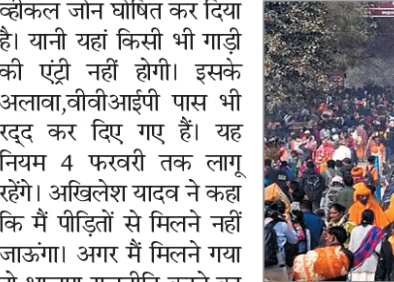 व्हीकल जोन घोषित कर दिया
है। यानी यहां किसी भी गाड़ी
की एंट्री नहीं होगी। इसके
अलावा,वीवीआईपी पास भी
रद्द कर दिए गए हैं। यह
नियम 4 फरवरी तक लागू
रहेंगे। अखिलेश यादव ने कहा
कि मैं पीड़ितों से मिलने नहीं
जाऊंगा। अगर मैं मिलने गया